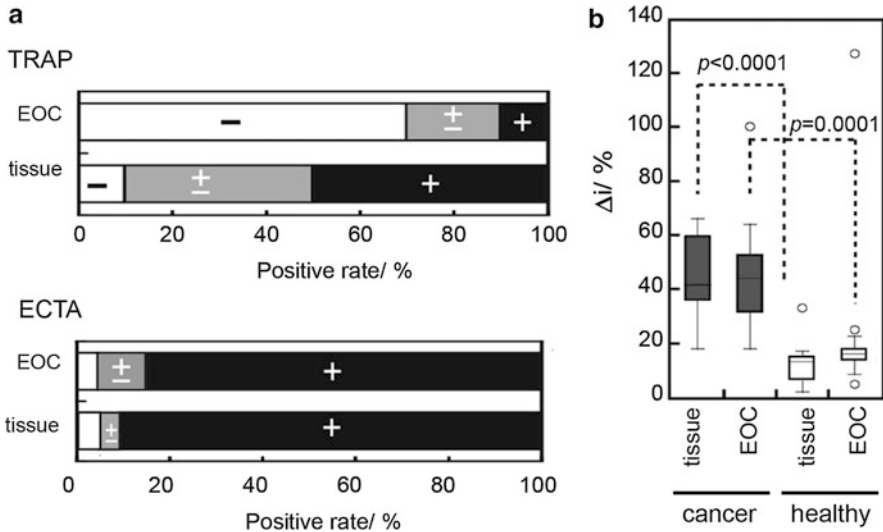 a
TRAP
EOC
− ± +
tissue
− ± +
0 20 40 60 80 100
Positive rate/ %
ECTA
EOC
± +
tissue
± +
0 20 40 60 80 100
Positive rate/ %
b
140
120
100
80
60
40
20
0
Δi/ %
p<0.0001
p=0.0001
tissue EOC tissue EOC
cancer healthy